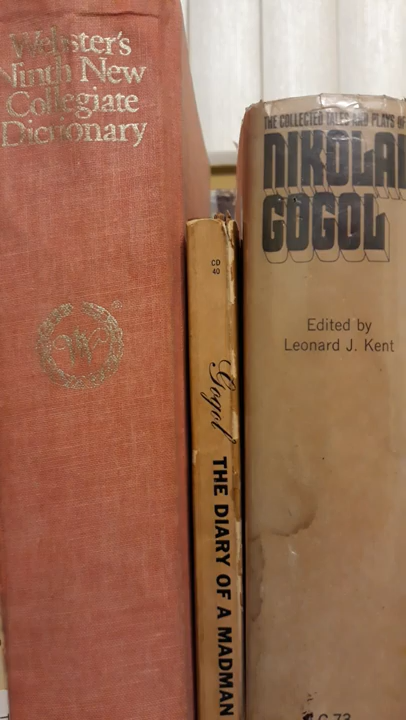 Webster's
Ninth New
Collegiate
Dictionary
W
CD
40
Gogol
THE DIARY OF A MADMAN
THE COLLECTED TALES AND PLAYS OF
NIKOLAI
GOGOL
Edited by
Leonard J. Kent